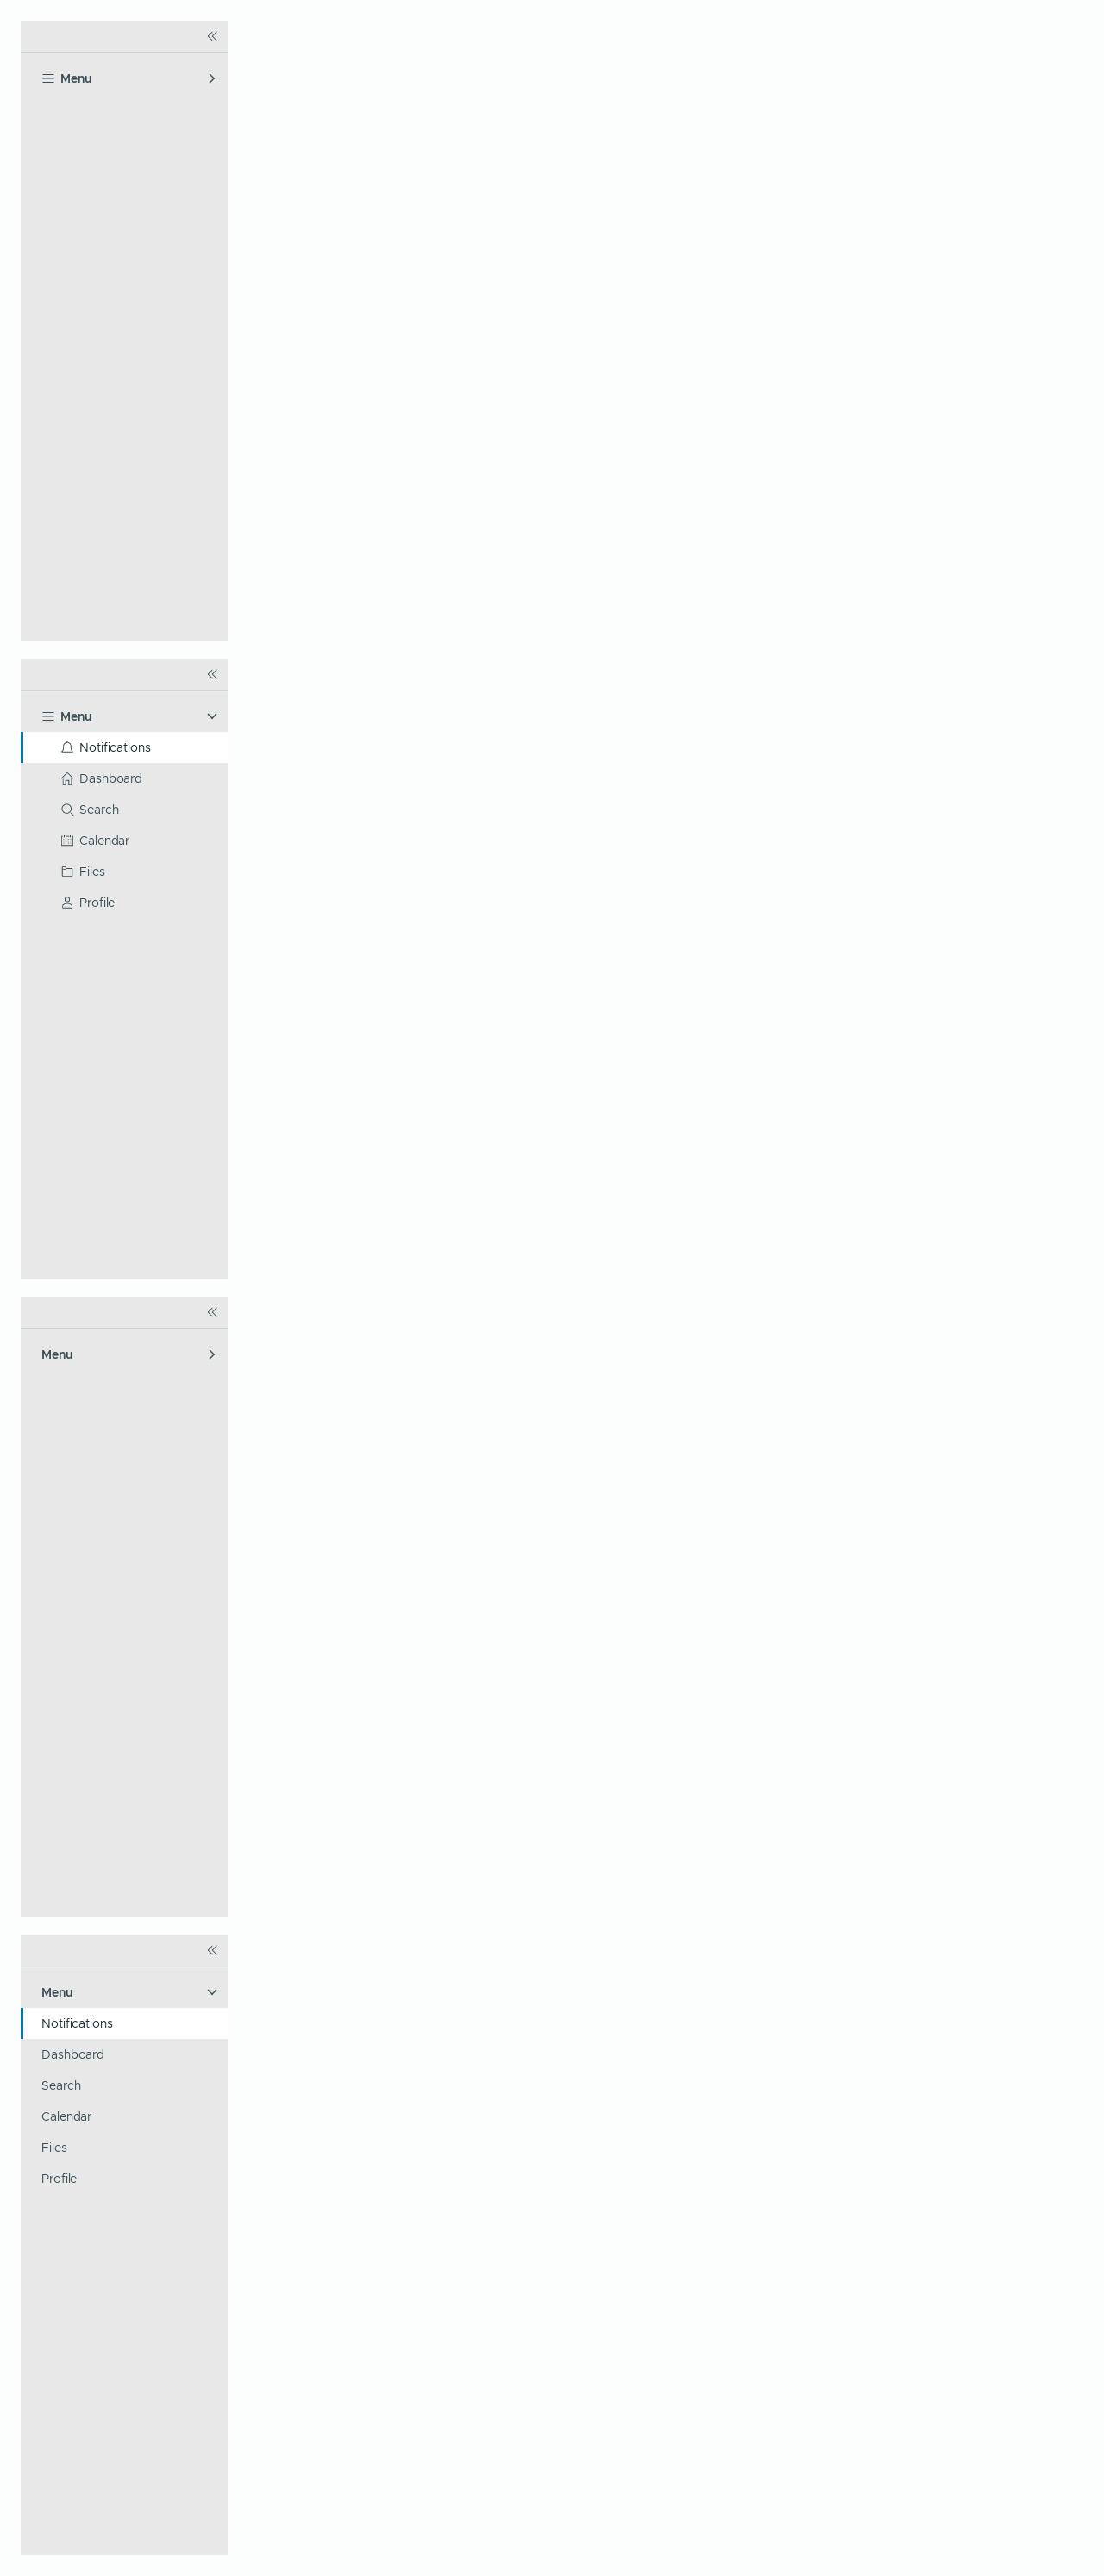 Menu
Menu
Notifications
Dashboard
Search
Calendar
Files
Profile
Menu
Menu
Notifications
Dashboard
Search
Calendar
Files
Profile